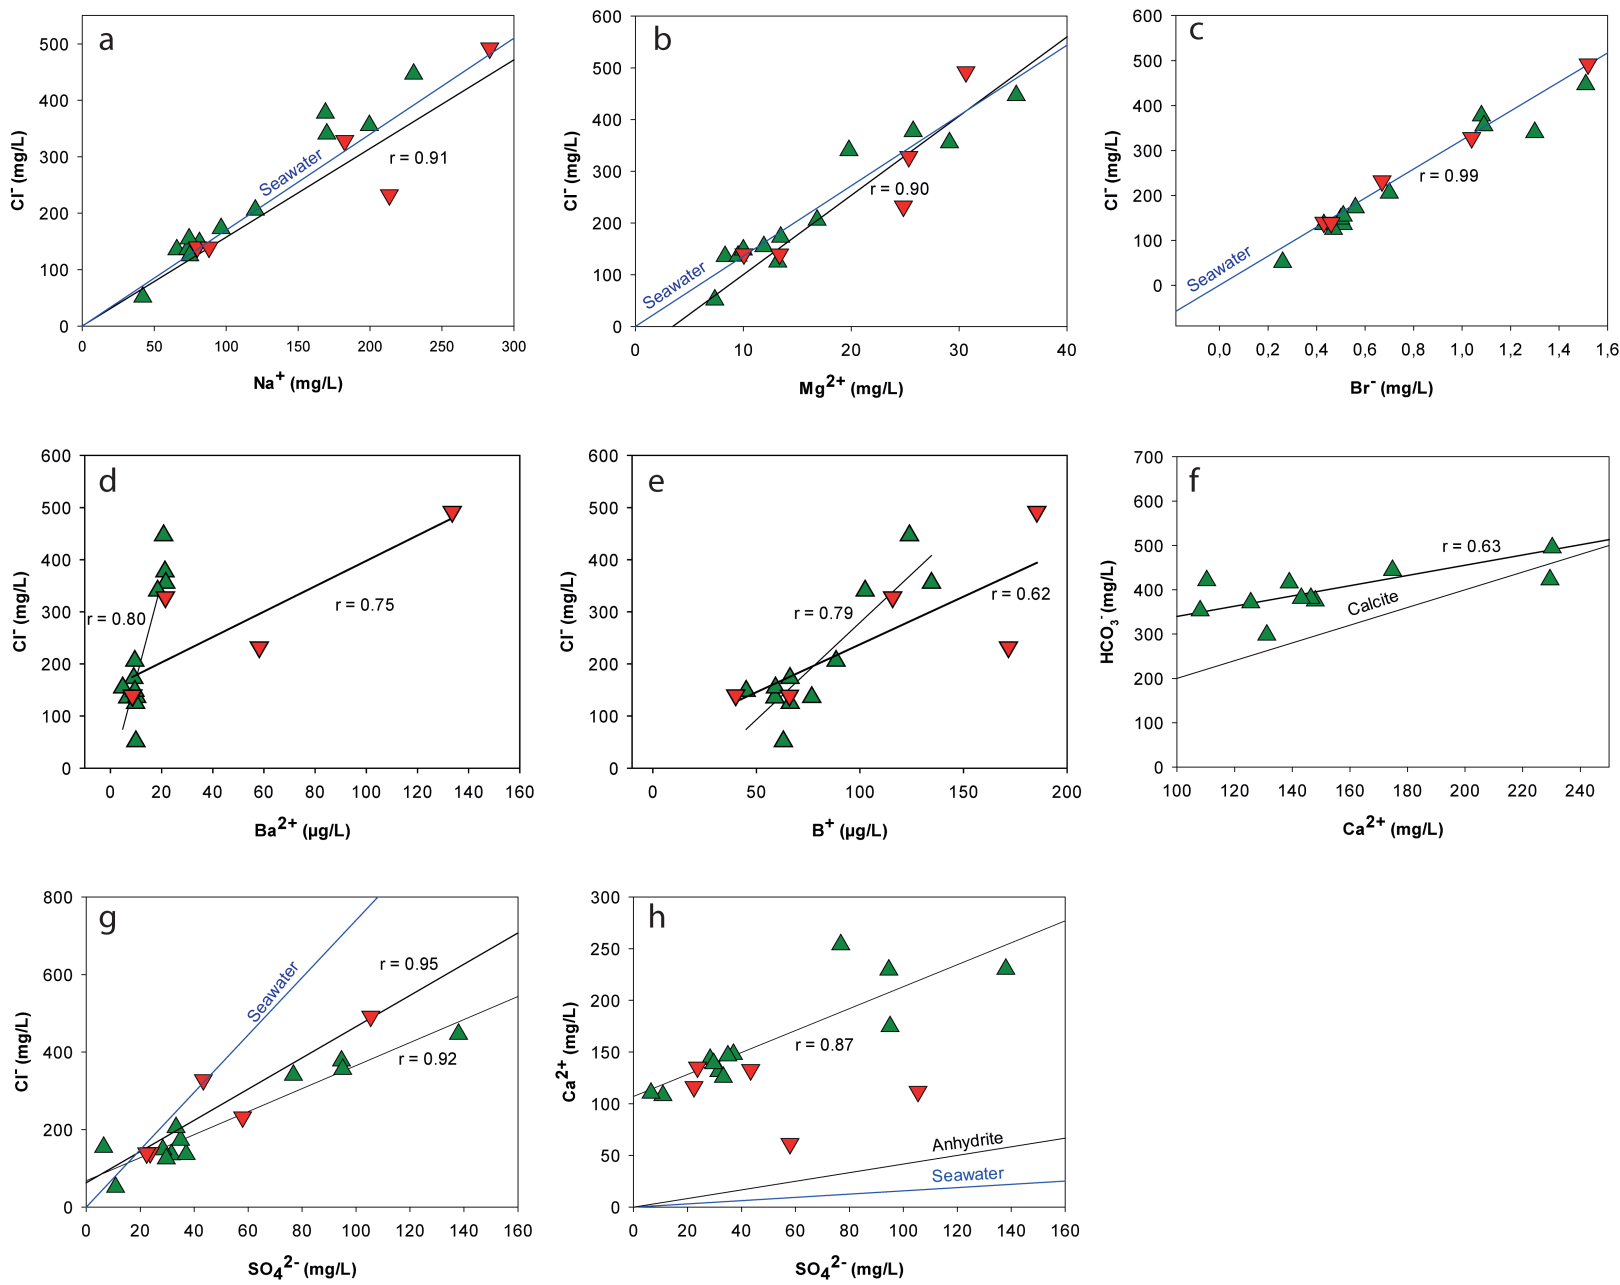 a
Cl⁻ (mg/L)
500
400
300
200
100
0
Seawater
r = 0.91
0 50 100 150 200 250 300
Na⁺ (mg/L)
b
Cl⁻ (mg/L)
600
500
400
300
200
100
0
Seawater
r = 0.90
0 10 20 30 40
Mg²⁺ (mg/L)
c
Cl⁻ (mg/L)
600
500
400
300
200
100
0
Seawater
r = 0.99
0,0 0,2 0,4 0,6 0,8 1,0 1,2 1,4 1,6
Br⁻ (mg/L)
d
Cl⁻ (mg/L)
600
500
400
300
200
100
0
r = 0.80
r = 0.75
0 20 40 60 80 100 120 140 160
Ba²⁺ (µg/L)
e
Cl⁻ (mg/L)
600
500
400
300
200
100
0
r = 0.79
r = 0.62
0 50 100 150 200
B⁺ (µg/L)
f
HCO₃⁻ (mg/L)
700
600
500
400
300
200
100
0
r = 0.63
Calcite
100 120 140 160 180 200 220 240
Ca²⁺ (mg/L)
g
Cl⁻ (mg/L)
800
600
400
200
0
Seawater
r = 0.95
r = 0.92
0 20 40 60 80 100 120 140 160
SO₄²⁻ (mg/L)
h
Ca²⁺ (mg/L)
300
250
200
150
100
50
0
r = 0.87
Anhydrite
Seawater
0 20 40 60 80 100 120 140 160
SO₄²⁻ (mg/L)